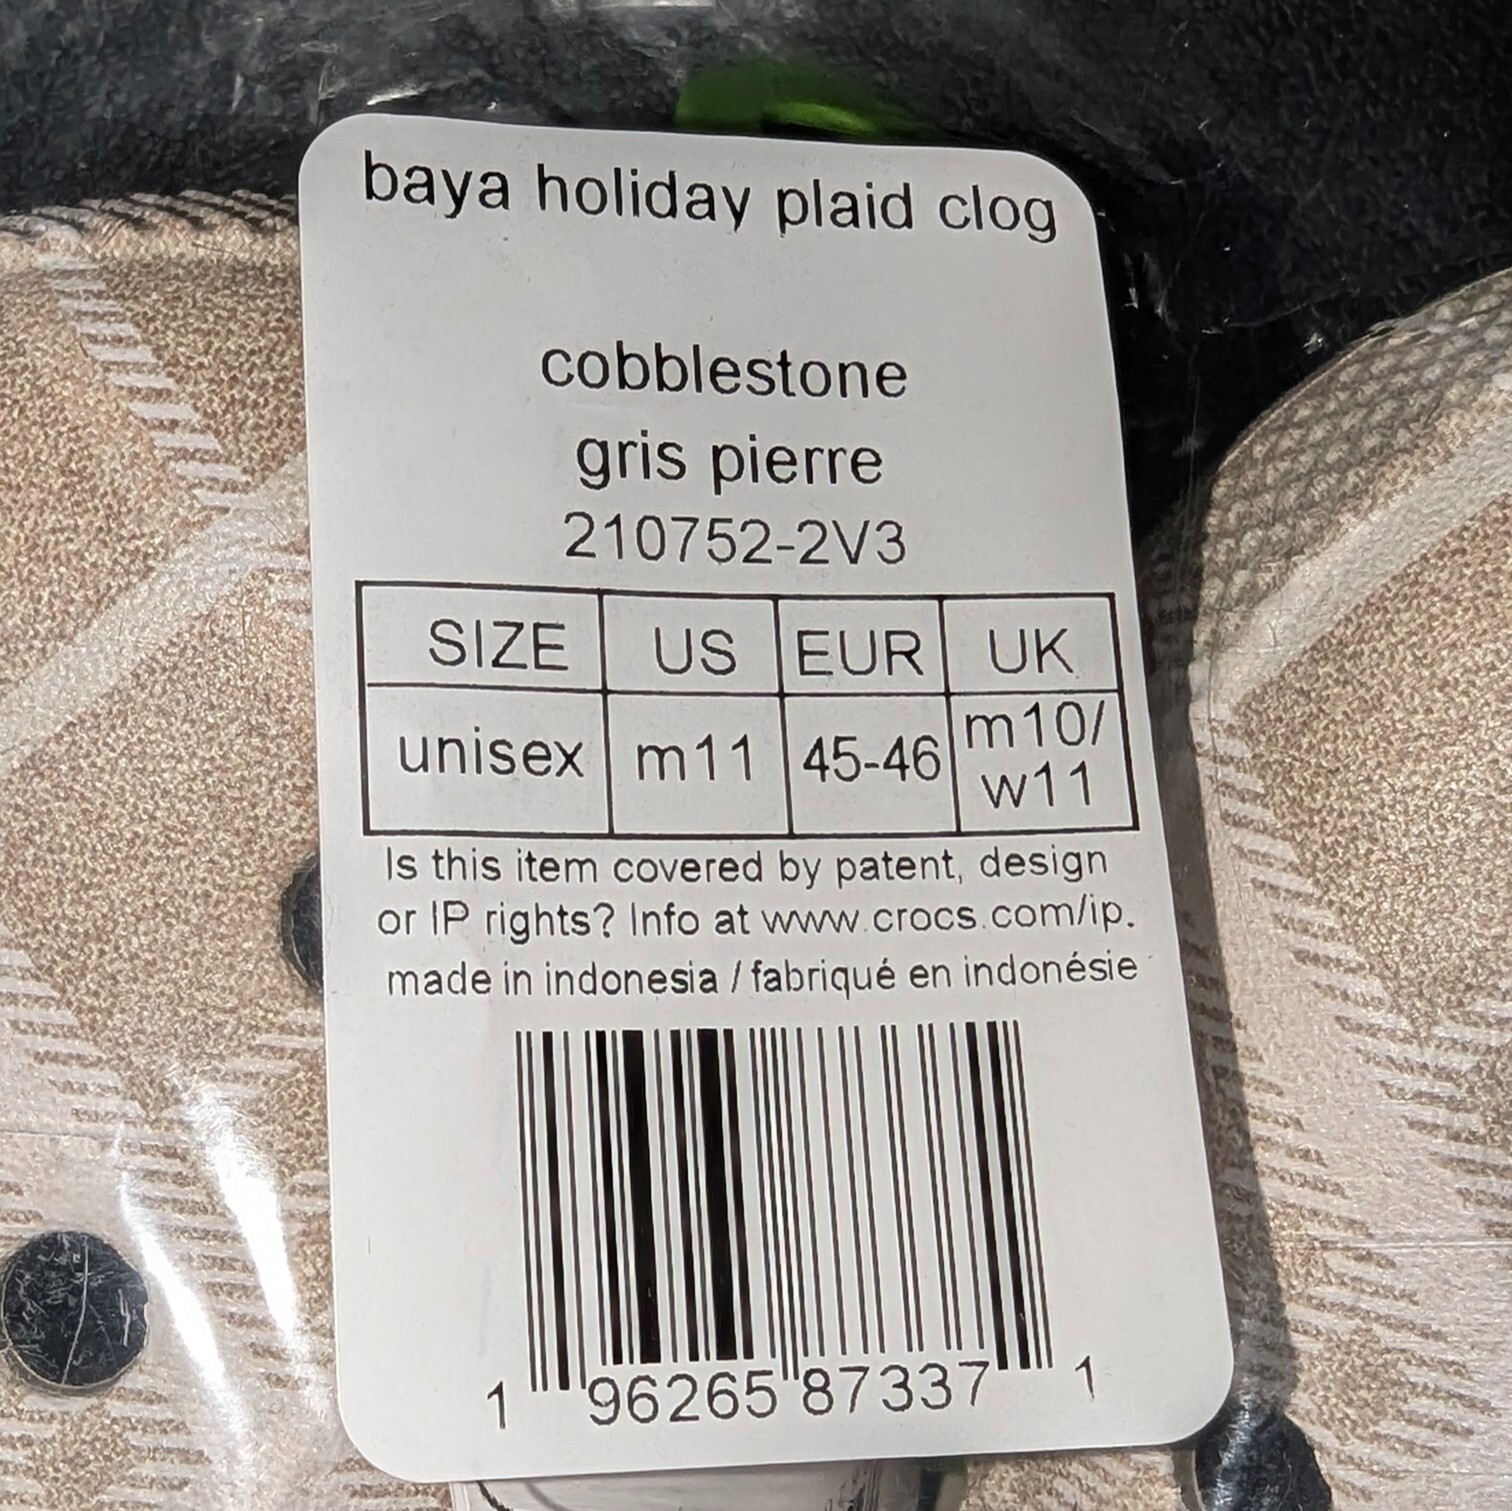 baya holiday plaid clog
cobblestone
gris pierre
210752-2V3
SIZE US EUR UK
unisex m11 45-46 m10/
w11
Is this item covered by patent, design
or IP rights? Info at www.crocs.com/ip.
made in indonesia / fabriqué en indonésie
1 96265 87337 1